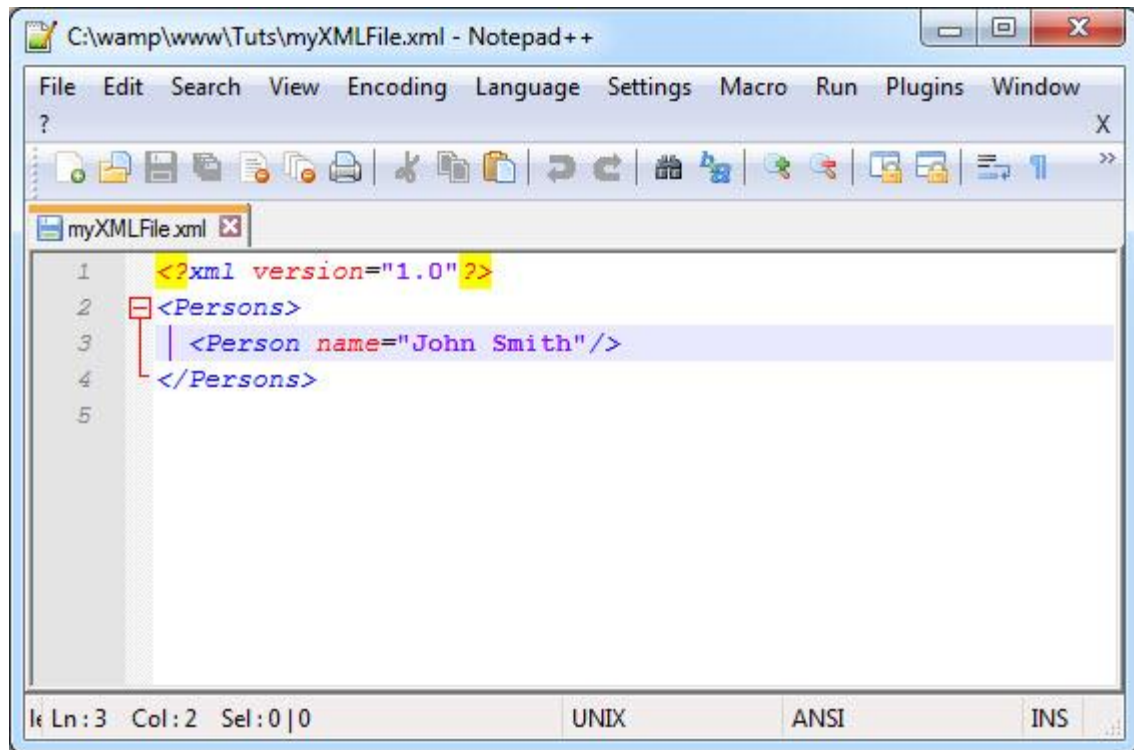 C:\wamp\www\Tuts\myXMLFile.xml - Notepad++
File Edit Search View Encoding Language Settings Macro Run Plugins Window
? X
myXMLFile.xml
1 <?xml version="1.0"?>
2 <Persons>
3 <Person name="John Smith"/>
4 </Persons>
5
Ln : 3 Col : 2 Sel : 0 | 0 UNIX ANSI INS